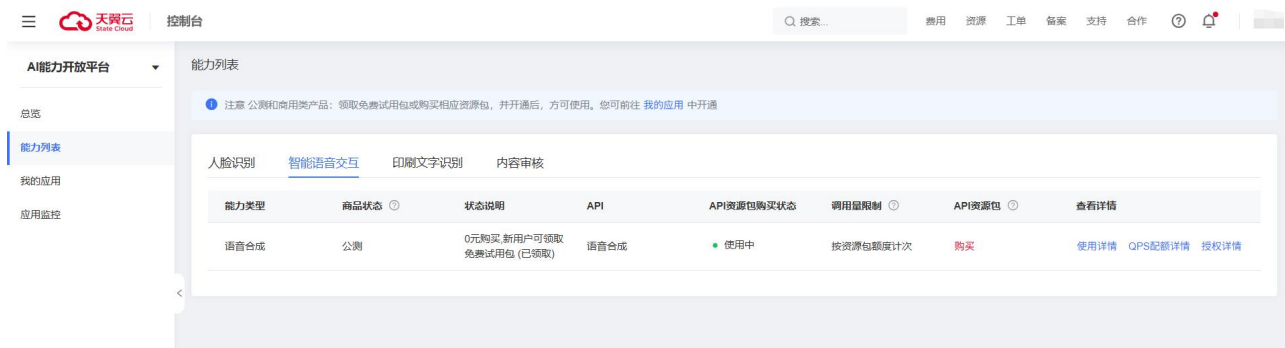 天翼云
State Cloud
控制台
搜索...
费用 资源 工单 备案 支持 合作
AI能力开放平台
总览
能力列表
我的应用
应用监控
能力列表
注意 公测和商用类产品：领取免费试用包或购买相应资源包，并开通后，方可使用。您可前往 我的应用 中开通
人脸识别 智能语音交互 印刷文字识别 内容审核
能力类型 商品状态 状态说明 API API资源包购买状态 调用量限制 API资源包 查看详情
语音合成 公测 0元购买,新用户可领取 语音合成 使用中 按资源包额度计次 购买 使用详情 QPS配额详情 授权详情
免费试用包 (已领取)